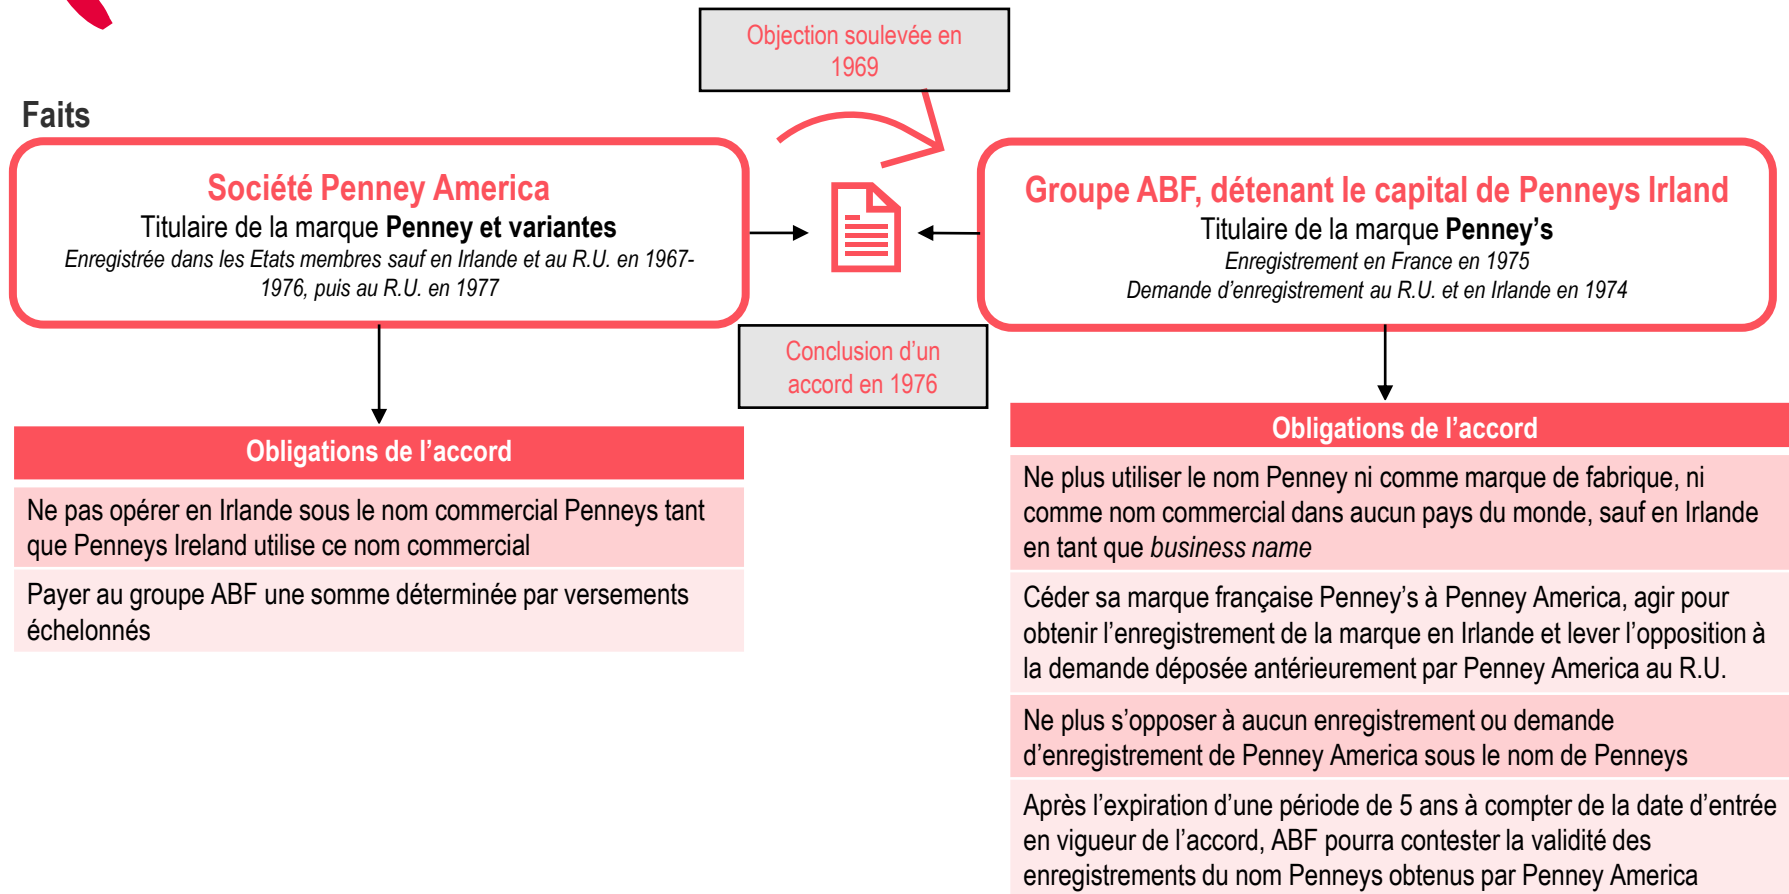 Objection soulevée en
1969
Faits
Société Penney America
Titulaire de la marque Penney et variantes
Enregistrée dans les Etats membres sauf en Irlande et au R.U. en 1967-
1976, puis au R.U. en 1977
Groupe ABF, détenant le capital de Penneys Irland
Titulaire de la marque Penney’s
Enregistrement en France en 1975
Demande d’enregistrement au R.U. et en Irlande en 1974
Conclusion d’un
accord en 1976
Obligations de l’accord
Ne pas opérer en Irlande sous le nom commercial Penneys tant
que Penneys Ireland utilise ce nom commercial
Payer au groupe ABF une somme déterminée par versements
échelonnés
Obligations de l’accord
Ne plus utiliser le nom Penney ni comme marque de fabrique, ni
comme nom commercial dans aucun pays du monde, sauf en Irlande
en tant que business name
Céder sa marque française Penney’s à Penney America, agir pour
obtenir l’enregistrement de la marque en Irlande et lever l’opposition à
la demande déposée antérieurement par Penney America au R.U.
Ne plus s’opposer à aucun enregistrement ou demande
d’enregistrement de Penney America sous le nom de Penneys
Après l’expiration d’une période de 5 ans à compter de la date d’entrée
en vigueur de l’accord, ABF pourra contester la validité des
enregistrements du nom Penneys obtenus par Penney America